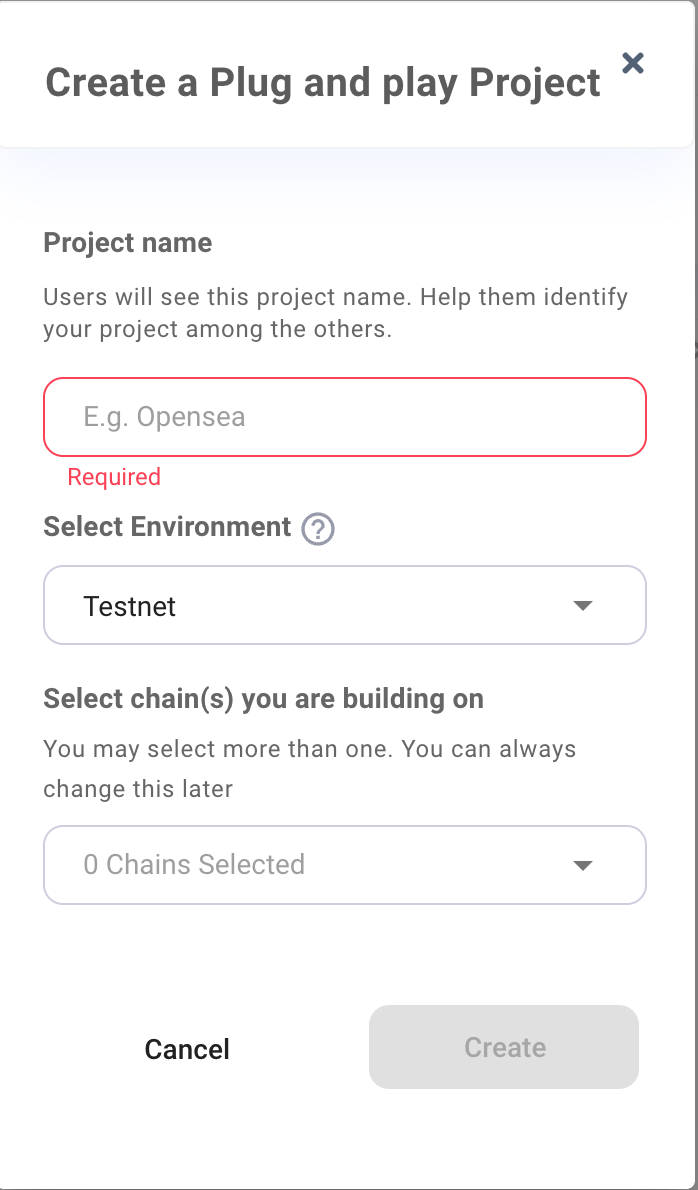 Create a Plug and play Project
Project name
Users will see this project name. Help them identify
your project among the others.
E.g. Opensea
Required
Select Environment ?
Testnet
Select chain(s) you are building on
You may select more than one. You can always
change this later
0 Chains Selected
Cancel
Create